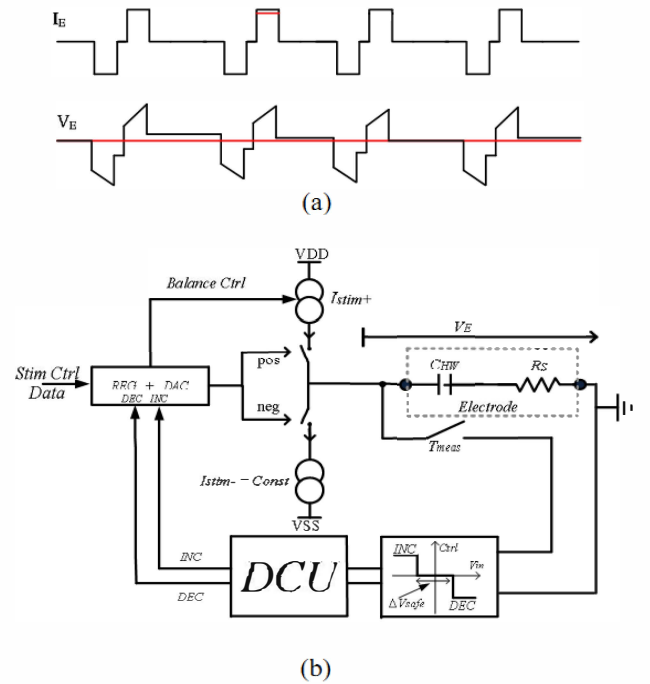 IE
VE
(a)
VDD
Balance Ctrl
Istim+
VE
pos
CHW
RS
Stim Ctrl
Data
REG + DAC
DEC INC
neg
Electrode
Tmeas
Istim- = Const
VSS
INC
DEC
DCU
INC
Ctrl
Vin
ΔVsafe
DEC
(b)